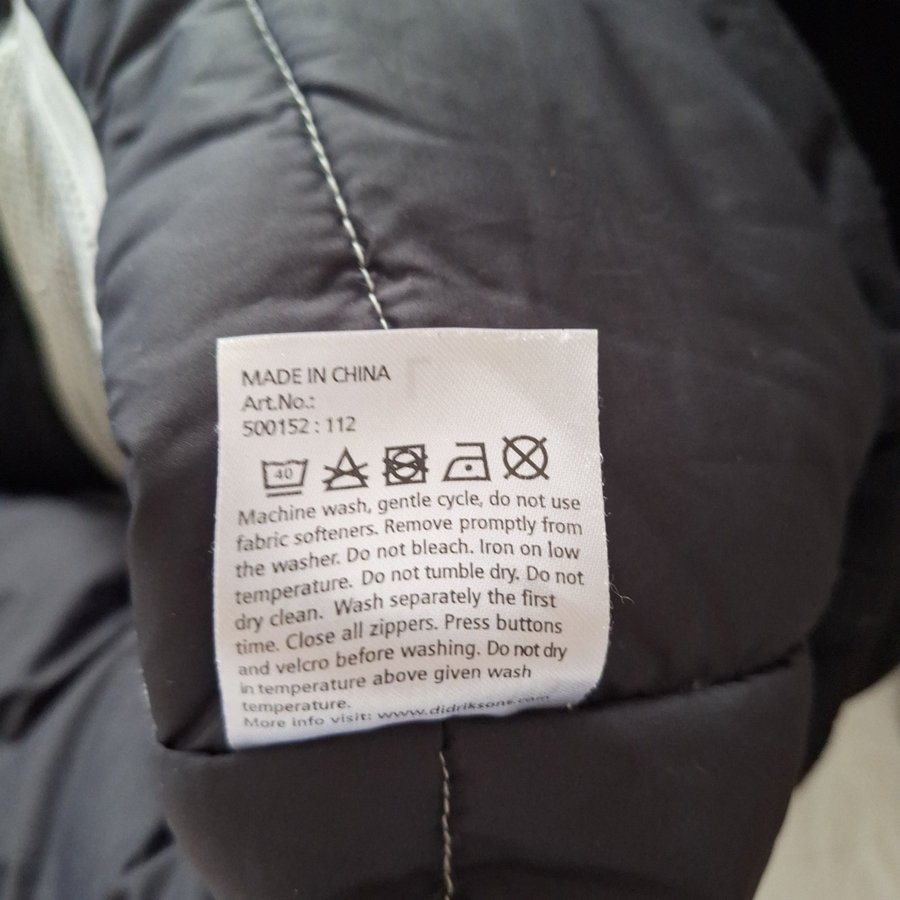 MADE IN CHINA
Art.No.:
500152 : 112
40
Machine wash, gentle cycle, do not use
fabric softeners. Remove promptly from
the washer. Do not bleach. Iron on low
temperature. Do not tumble dry. Do not
dry clean. Wash separately the first
time. Close all zippers. Press buttons
and velcro before washing. Do not dry
in temperature above given wash
temperature.
More info visit: www.didriksons.com